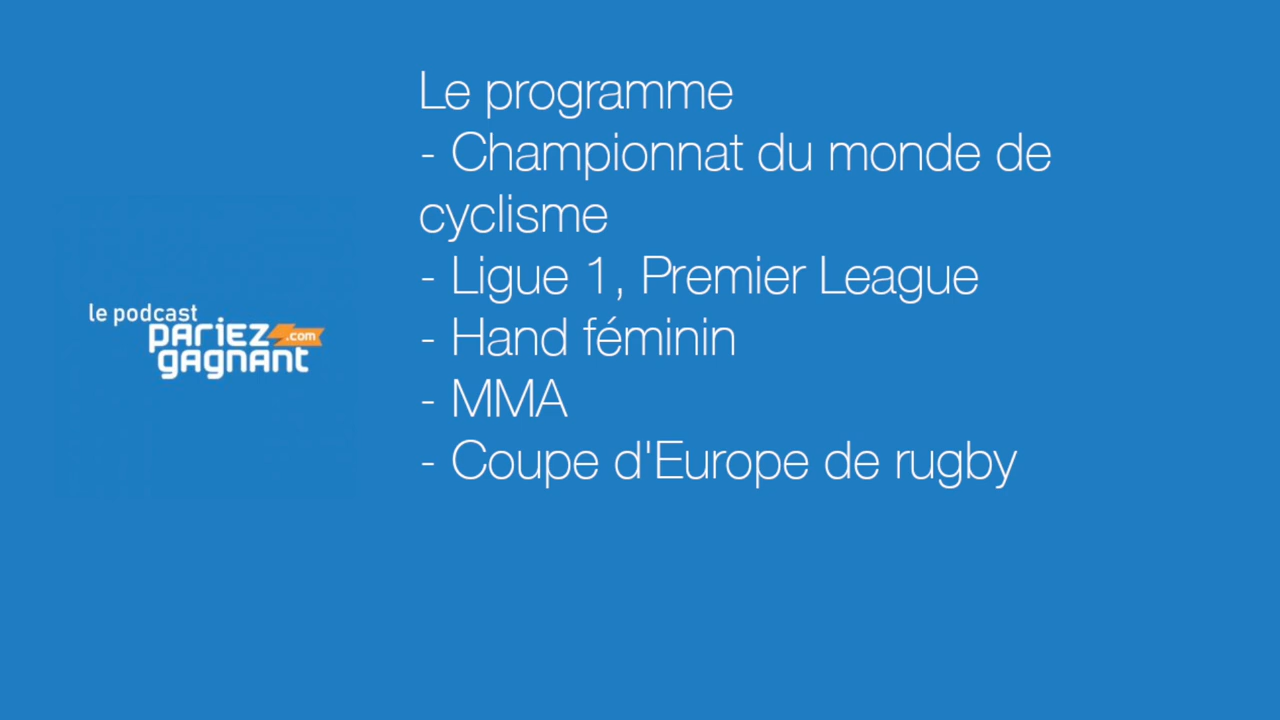 Le programme
- Championnat du monde de
cyclisme
- Ligue 1, Premier League
- Hand féminin
- MMA
- Coupe d'Europe de rugby
le podcast
pariez
.com
gagnant